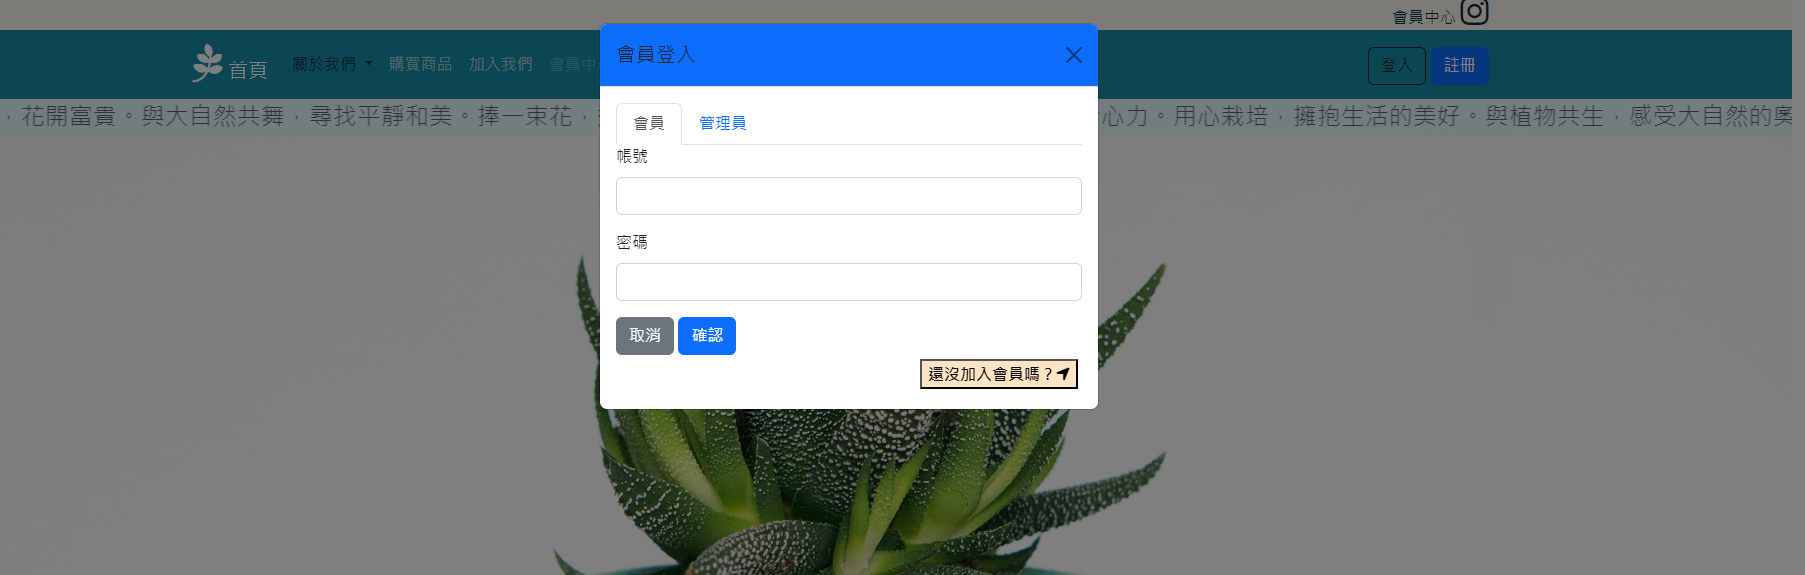 會員中心
首頁 關於我們 購買商品 加入我們 會員中
登入 註冊
，花開富貴。與大自然共舞，尋找平靜和美。捧一束花，
心力。用心栽培，擁抱生活的美好。與植物共生，感受大自然的奧
會員登入
會員 管理員
帳號
密碼
取消 確認
還沒加入會員嗎？